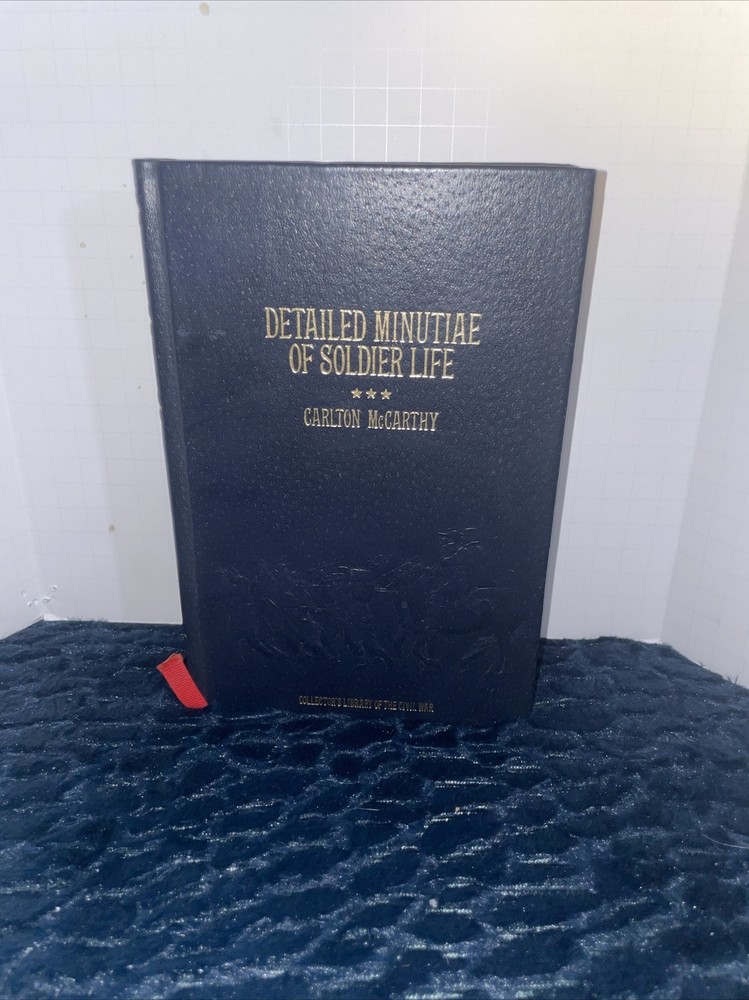 DETAILED MINUTIAE
OF SOLDIER LIFE
★★★
CARLTON McCARTHY
COLLECTOR'S LIBRARY OF THE CIVIL WAR